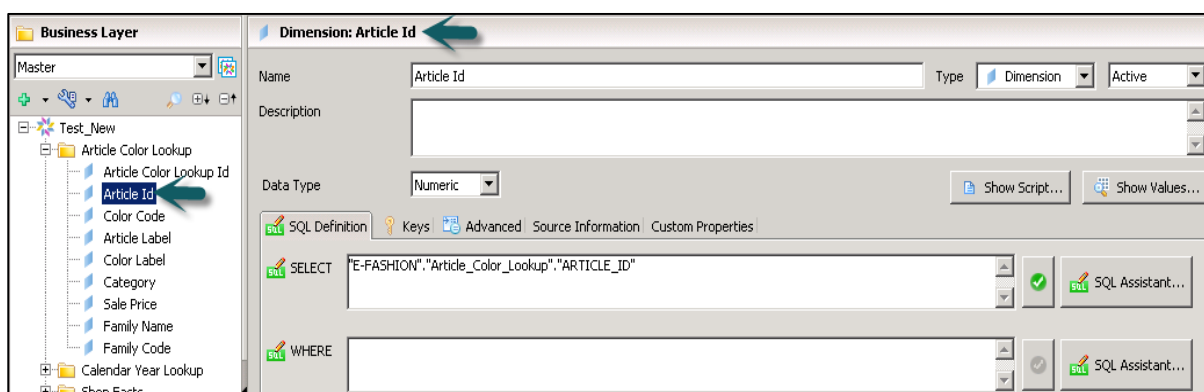 Business Layer
Master
Test_New
Article Color Lookup
Article Color Lookup Id
Article Id
Color Code
Article Label
Color Label
Category
Sale Price
Family Name
Family Code
Calendar Year Lookup
Shop Facts
Dimension: Article Id
Name Article Id Type Dimension Active
Description
Data Type Numeric Show Script... Show Values...
SQL Definition Keys Advanced Source Information Custom Properties
SELECT "E-FASHION"."Article_Color_Lookup"."ARTICLE_ID" SQL Assistant...
WHERE SQL Assistant...